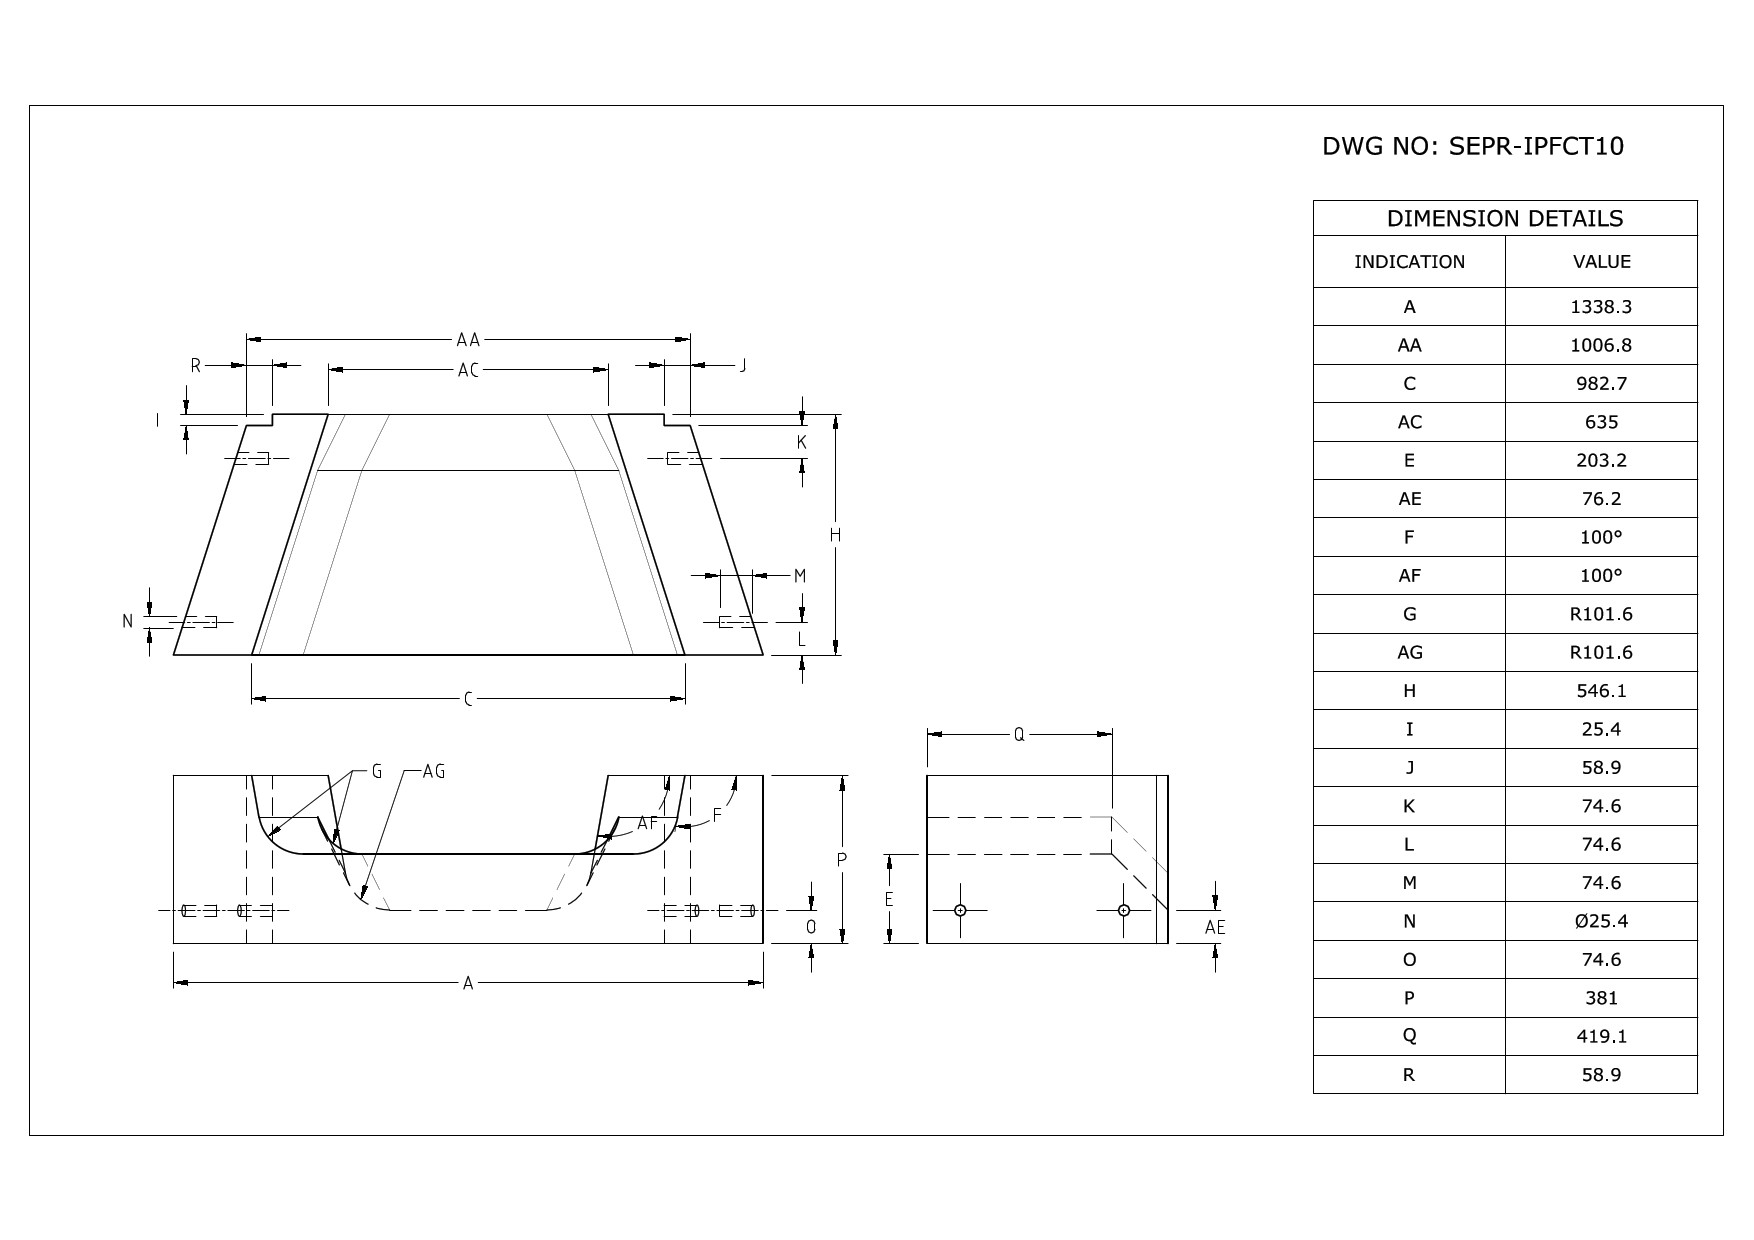 DWG NO: SEPR-IPFCT10
DIMENSION DETAILS
INDICATION VALUE
A 1338.3
AA 1006.8
C 982.7
AC 635
E 203.2
AE 76.2
F 100°
AF 100°
G R101.6
AG R101.6
H 546.1
I 25.4
J 58.9
K 74.6
L 74.6
M 74.6
N Ø25.4
O 74.6
P 381
Q 419.1
R 58.9
AA
R
AC
J
I
K
H
M
N
L
C
Q
G
AG
AF
F
P
E
O
AE
A